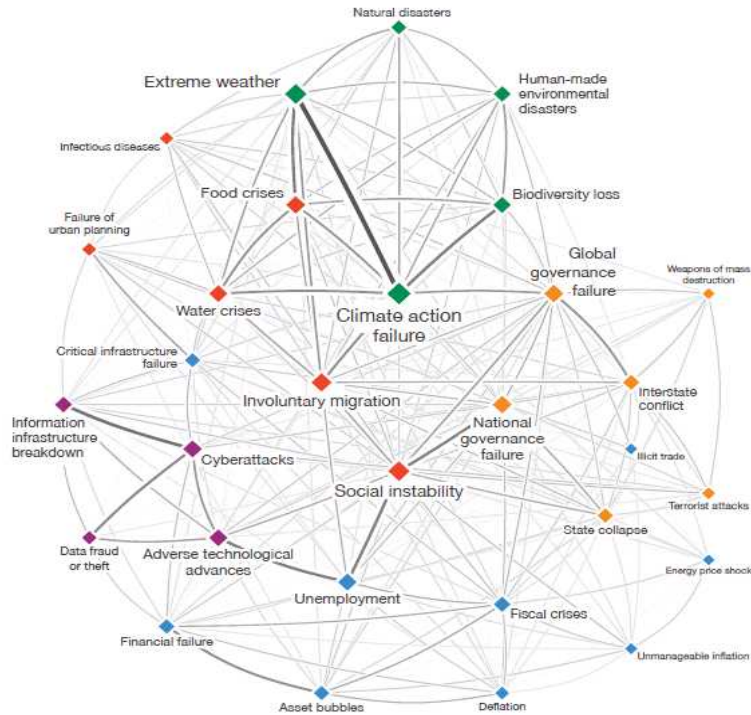 Natural disasters
Extreme weather
Human-made
environmental
disasters
Infectious diseases
Food crises
Biodiversity loss
Failure of
urban planning
Global
governance
failure
Weapons of mass
destruction
Water crises
Climate action
failure
Critical infrastructure
failure
Involuntary migration
Interstate
conflict
Information
infrastructure
breakdown
National
governance
failure
Cyberattacks
Illicit trade
Social instability
Terrorist attacks
State collapse
Data fraud
or theft
Adverse technological
advances
Energy price shock
Unemployment
Fiscal crises
Financial failure
Unmanageable inflation
Asset bubbles
Deflation